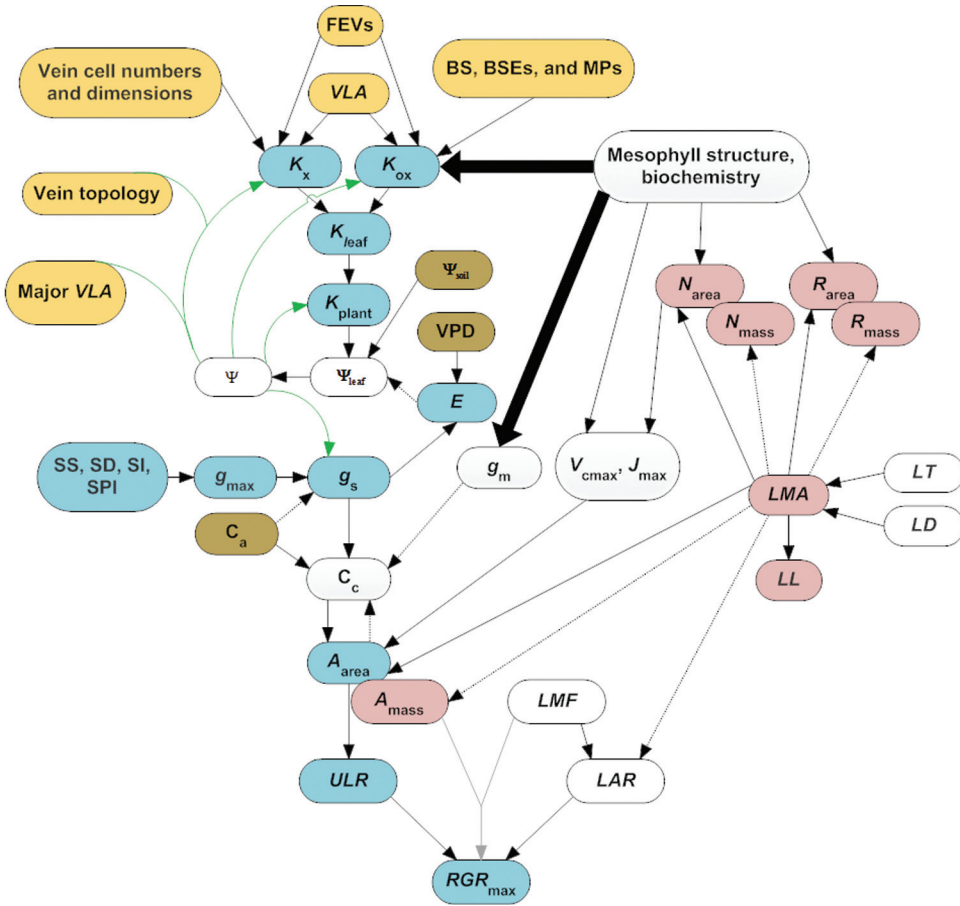 FEVs
Vein cell numbers
and dimensions
VLA
BS, BSEs, and MPs
Kx
Kox
Mesophyll structure,
biochemistry
Vein topology
Kleaf
Ψsoil
Major VLA
Kplant
VPD
Narea
Nmass
Rarea
Rmass
Ψ
Ψleaf
E
SS, SD, SI,
SPI
gmax
gs
gm
Vcmax, Jmax
LMA
LT
LD
Ca
Cc
LL
Aarea
Amass
LMF
ULR
LAR
RGRmax